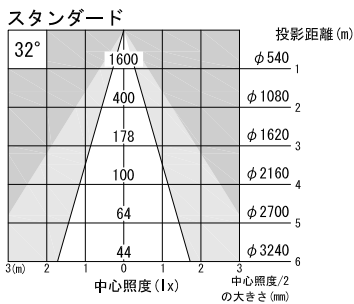 スタンダード
投影距離(m)
32°
1600 φ540
1
400 φ1080
2
178 φ1620
3
100 φ2160
4
64 φ2700
5
44 φ3240
6
3(m) 2 1 0 1 2 3
中心照度(lx)
中心照度/2
の大きさ(mm)